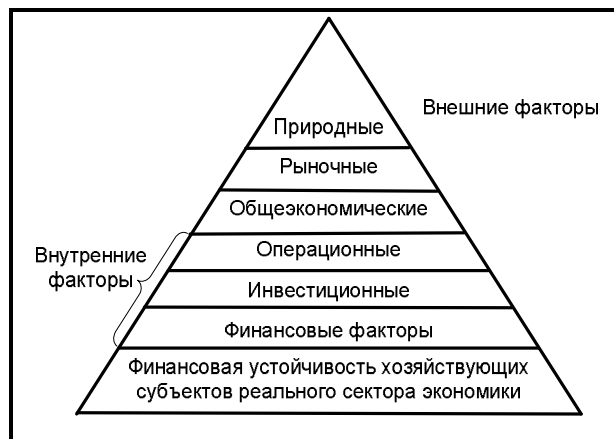 Внешние факторы
Природные
Рыночные
Общеэкономические
Внутренние
факторы
Операционные
Инвестиционные
Финансовые факторы
Финансовая устойчивость хозяйствующих
субъектов реального сектора экономики